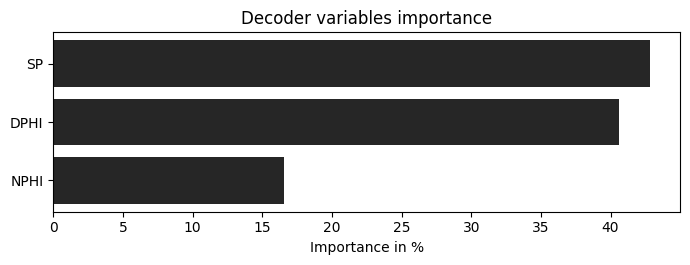 Decoder variables importance
SP
DPHI
NPHI
0 5 10 15 20 25 30 35 40
Importance in %